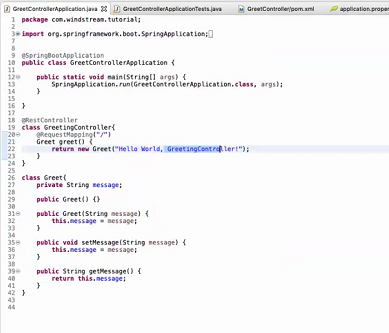 GreetControllerApplication.java GreetControllerApplicationTests.java GreetController/pom.xml application.proper
1 package com.windstream.tutorial;
2
3 import org.springframework.boot.SpringApplication;
8
9 @SpringBootApplication
10 public class GreetControllerApplication {
11
12 public static void main(String[] args) {
13 SpringApplication.run(GreetControllerApplication.class, args);
14 }
15
16 }
17
18 @RestController
19 class GreetingController{
20 @RequestMapping("/")
21 Greet greet() {
22 return new Greet("Hello World, GreetingController!");
23 }
24 }
25
26 class Greet{
27 private String message;
28
29 public Greet() {}
30
31 public Greet(String message) {
32 this.message = message;
33 }
34
35 public void setMessage(String message) {
36 this.message = message;
37 }
38
39 public String getMessage() {
40 return this.message;
41 }
42 }
43
44